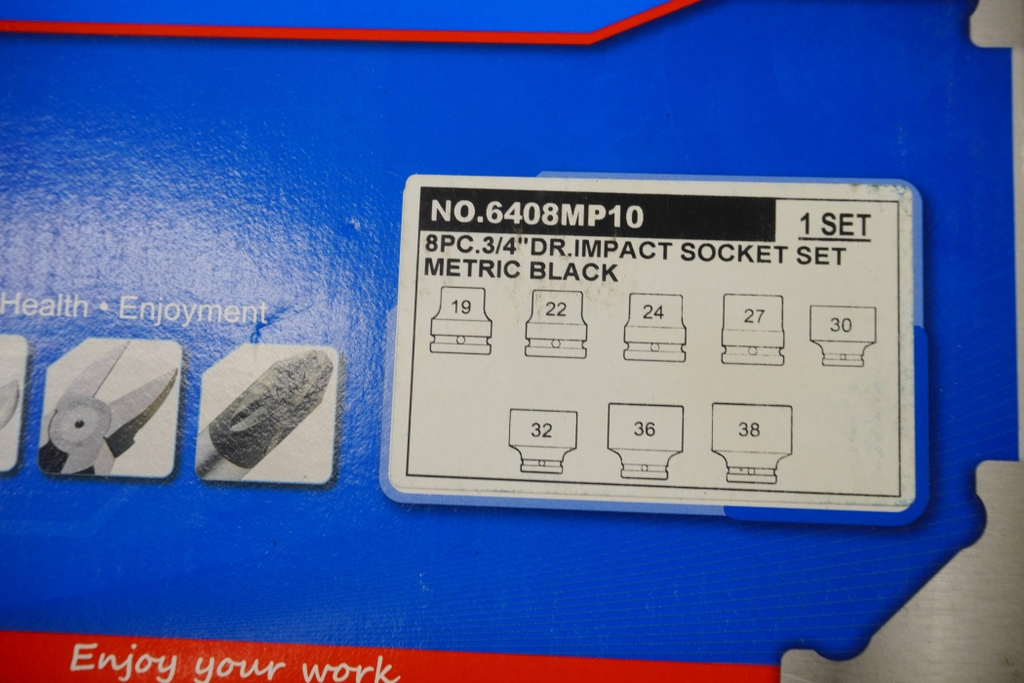 NO.6408MP10
1 SET
8PC.3/4"DR.IMPACT SOCKET SET
METRIC BLACK
19 22 24 27 30
32 36 38
Health • Enjoyment
Enjoy your work